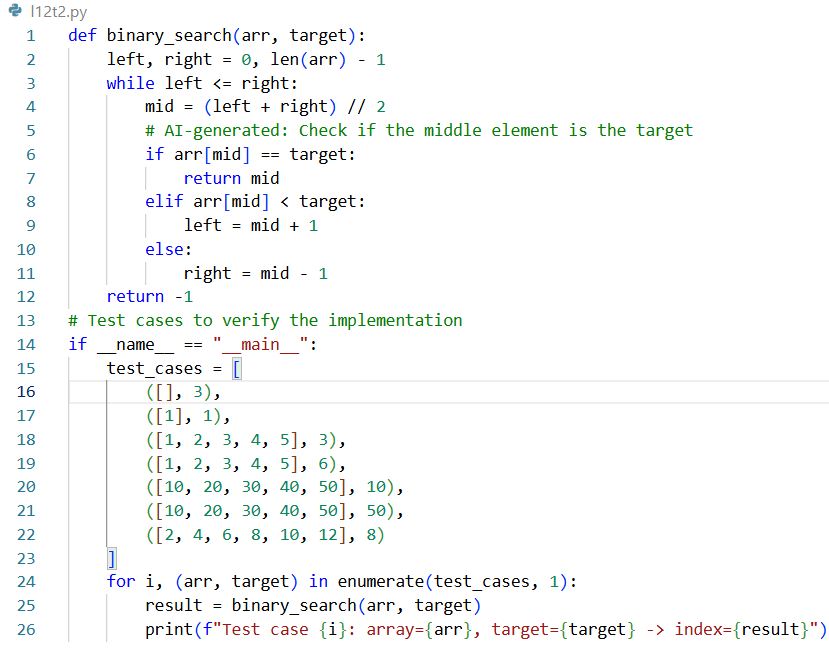 l12t2.py
1 def binary_search(arr, target):
2     left, right = 0, len(arr) - 1
3     while left <= right:
4         mid = (left + right) // 2
5         # AI-generated: Check if the middle element is the target
6         if arr[mid] == target:
7             return mid
8         elif arr[mid] < target:
9             left = mid + 1
10         else:
11             right = mid - 1
12     return -1
13 # Test cases to verify the implementation
14 if __name__ == "__main__":
15     test_cases = [
16         ([], 3),
17         ([1], 1),
18         ([1, 2, 3, 4, 5], 3),
19         ([1, 2, 3, 4, 5], 6),
20         ([10, 20, 30, 40, 50], 10),
21         ([10, 20, 30, 40, 50], 50),
22         ([2, 4, 6, 8, 10, 12], 8)
23     ]
24     for i, (arr, target) in enumerate(test_cases, 1):
25         result = binary_search(arr, target)
26         print(f"Test case {i}: array={arr}, target={target} -> index={result}")